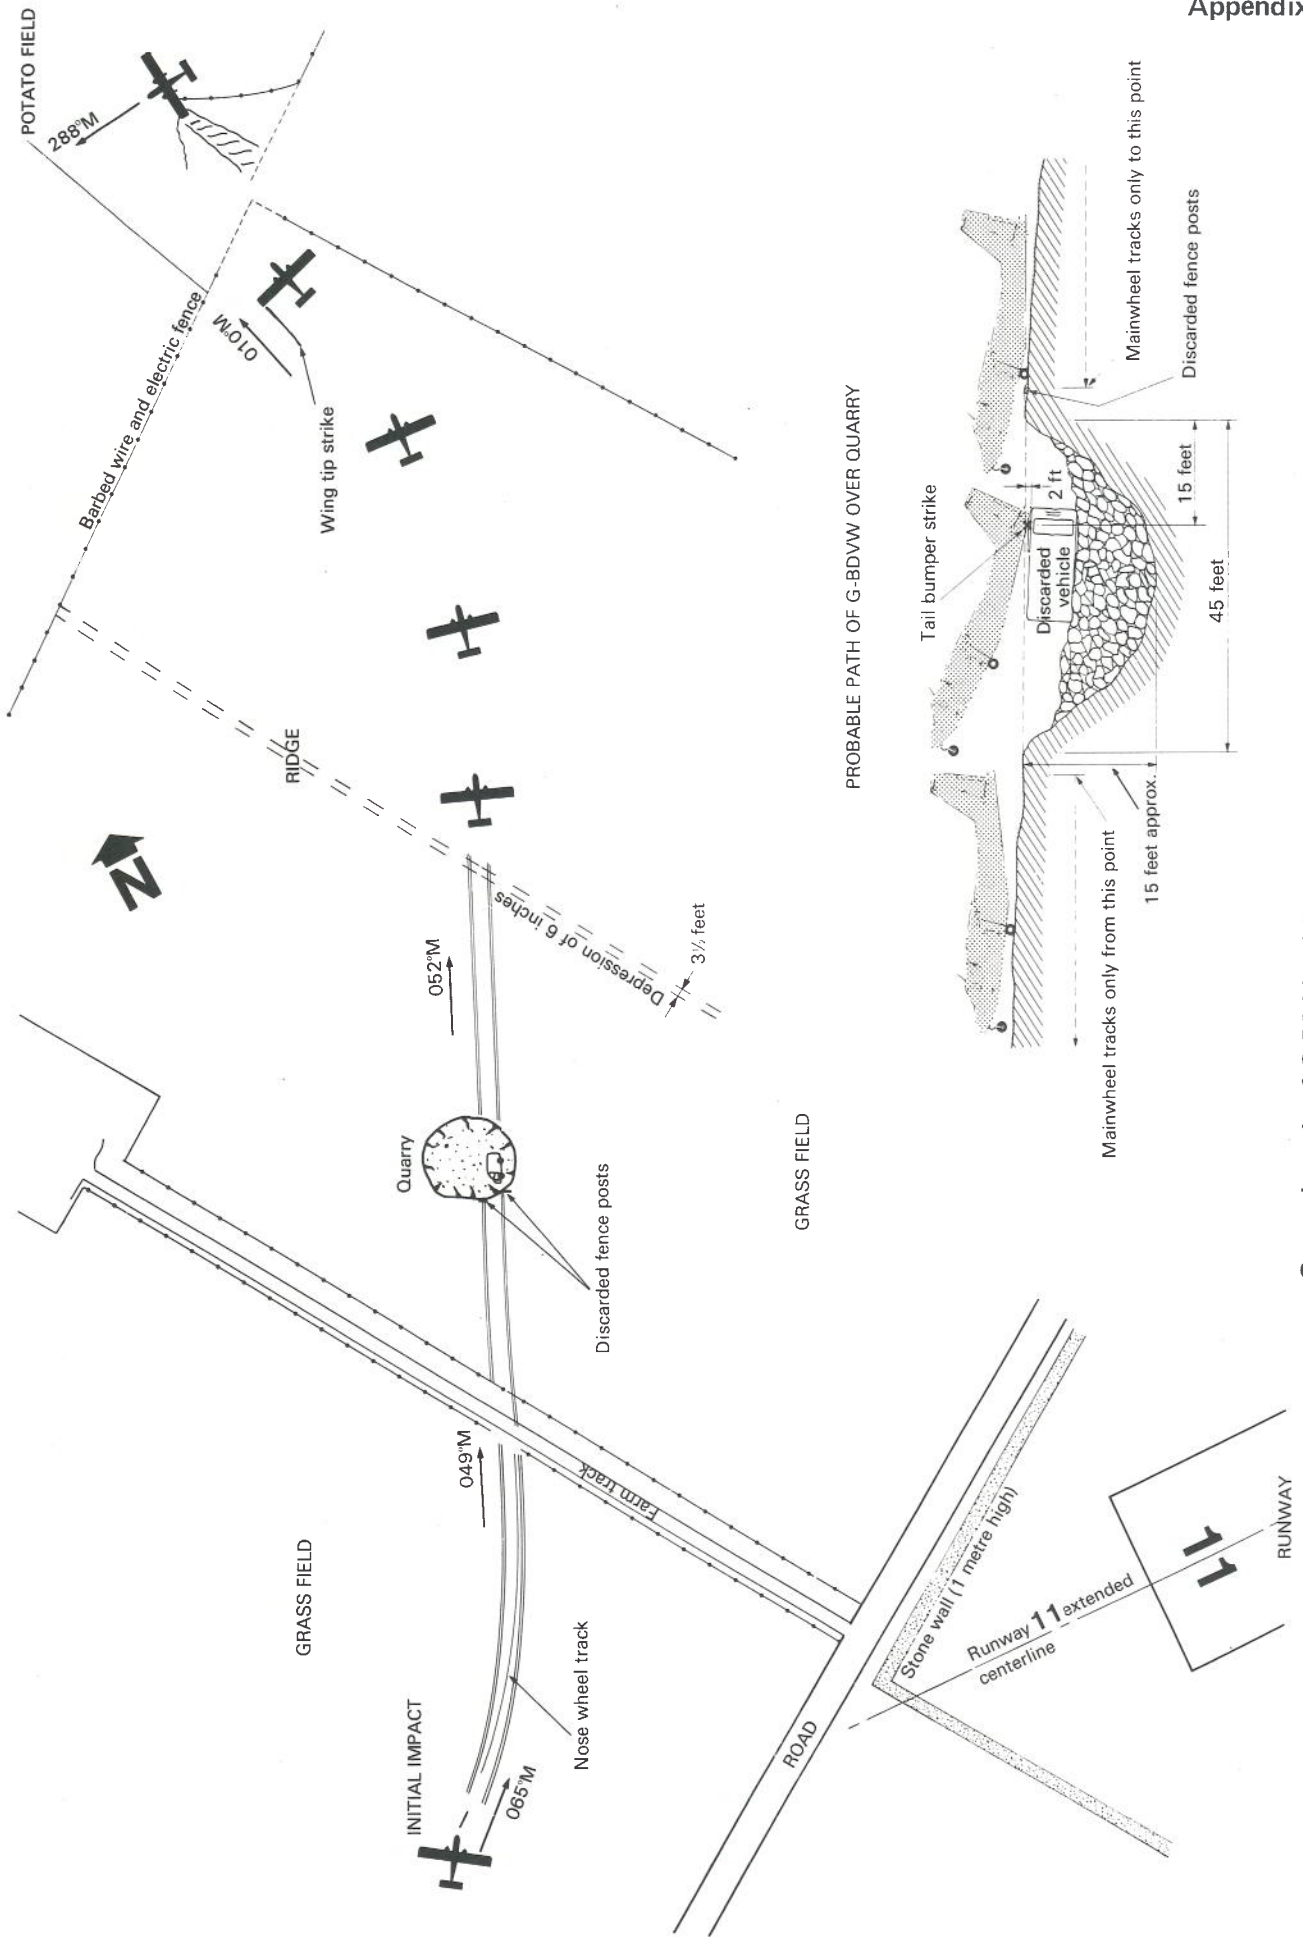 Appendix
POTATO FIELD
288°M
Barbed wire and electric fence
010°M
Wing tip strike
RIDGE
N
052°M
Depression of 6 inches
3½ feet
Quarry
Discarded fence posts
GRASS FIELD
049°M
Farm track
GRASS FIELD
INITIAL IMPACT
065°M
Nose wheel track
ROAD
Stone wall (1 metre high)
Runway 11 extended
centerline
11
RUNWAY
PROBABLE PATH OF G-BDVW OVER QUARRY
Tail bumper strike
Discarded
vehicle
2 ft
15 feet
45 feet
15 feet approx.
Mainwheel tracks only from this point
Mainwheel tracks only to this point
Discarded fence posts